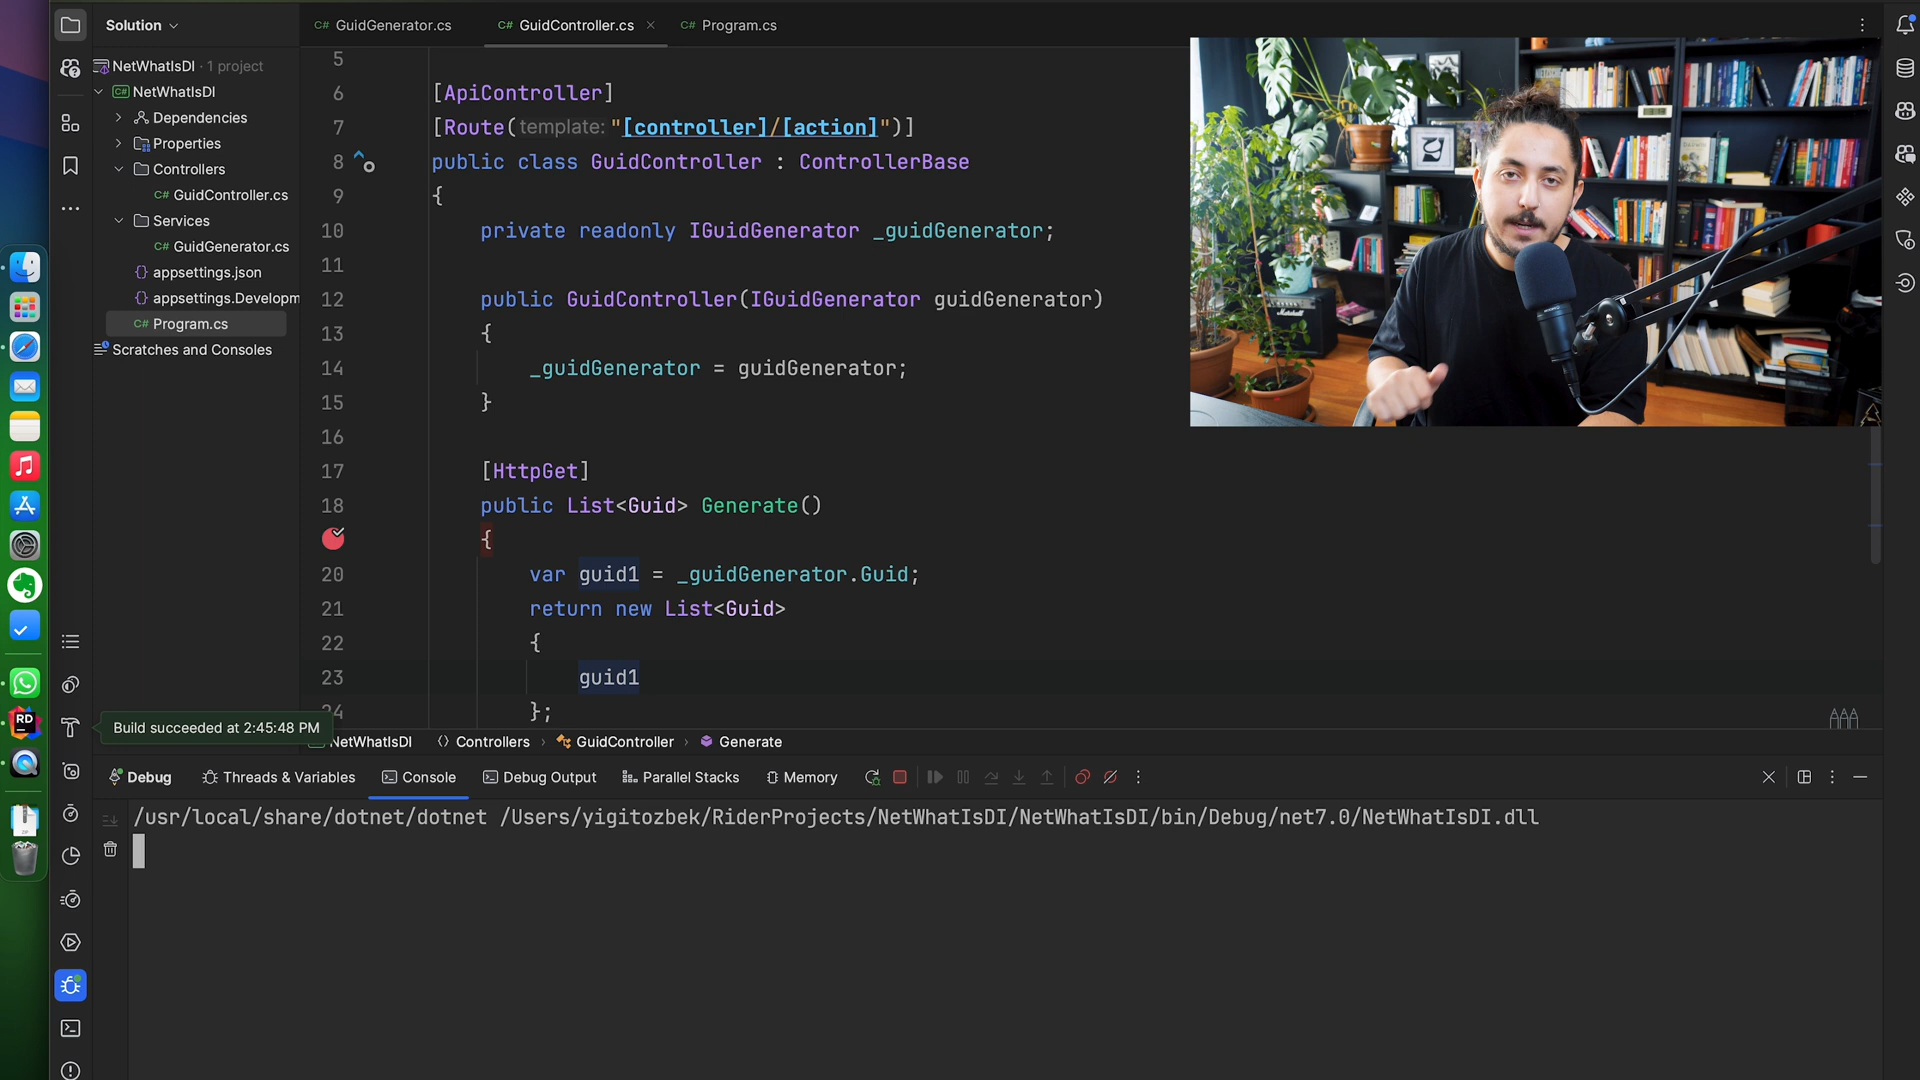 Solution
GuidGenerator.cs
GuidController.cs
Program.cs
NetWhatIsDI · 1 project
NetWhatIsDI
Dependencies
Properties
Controllers
C# GuidController.cs
Services
C# GuidGenerator.cs
{} appsettings.json
{} appsettings.Developm
C# Program.cs
Scratches and Consoles
5
6 [ApiController]
7 [Route(template: "[controller]/[action]")]
8 public class GuidController : ControllerBase
9 {
10 private readonly IGuidGenerator _guidGenerator;
11
12 public GuidController(IGuidGenerator guidGenerator)
13 {
14 _guidGenerator = guidGenerator;
15 }
16
17 [HttpGet]
18 public List<Guid> Generate()
{
20 var guid1 = _guidGenerator.Guid;
21 return new List<Guid>
22 {
23 guid1
24 };
Build succeeded at 2:45:48 PM
NetWhatIsDI › Controllers › GuidController › Generate
Debug Threads & Variables Console Debug Output Parallel Stacks Memory
/usr/local/share/dotnet/dotnet /Users/yigitozbek/RiderProjects/NetWhatIsDI/NetWhatIsDI/bin/Debug/net7.0/NetWhatIsDI.dll
RD